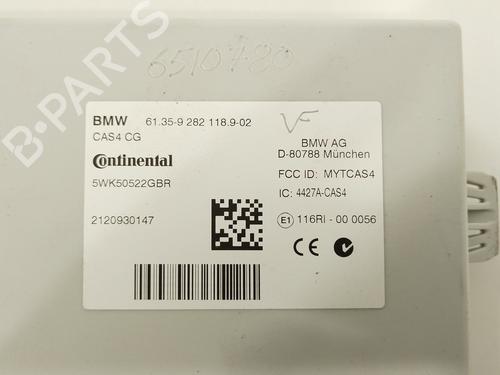 6510780
BMW 61.35-9 282 118.9-02
CAS4 CG
VF
BMW AG
D-80788 München
Continental
5WK50522GBR
FCC ID: MYTCAS4
IC: 4427A-CAS4
2120930147
E1 116RI - 00 0056
CE
B-PARTS